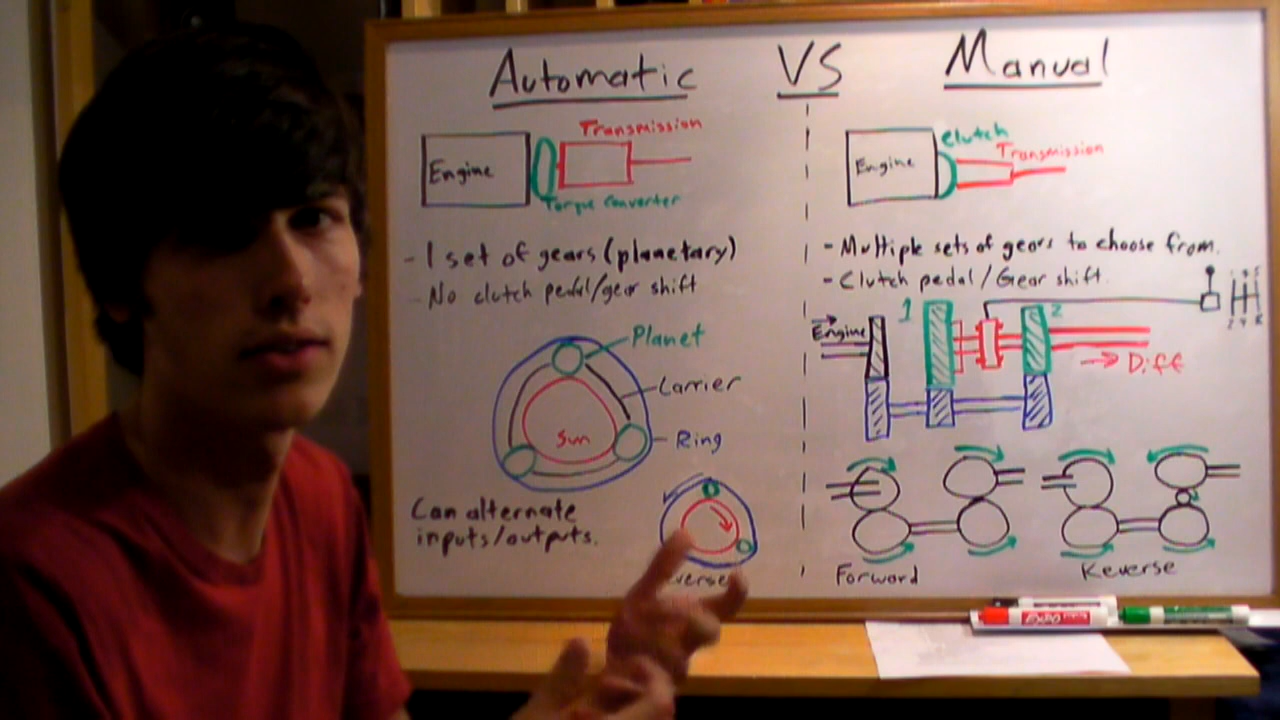 Automatic VS Manual
Engine
Transmission
Torque Converter
- 1 set of gears (planetary)
- No clutch pedal/gear shift
Planet
Carrier
Ring
Sun
Can alternate
inputs/outputs.
verse
Engine
Clutch
Transmission
- Multiple sets of gears to choose from.
- Clutch pedal/Gear shift.
1
2
Engine
Diff
Forward
Reverse
EXPO